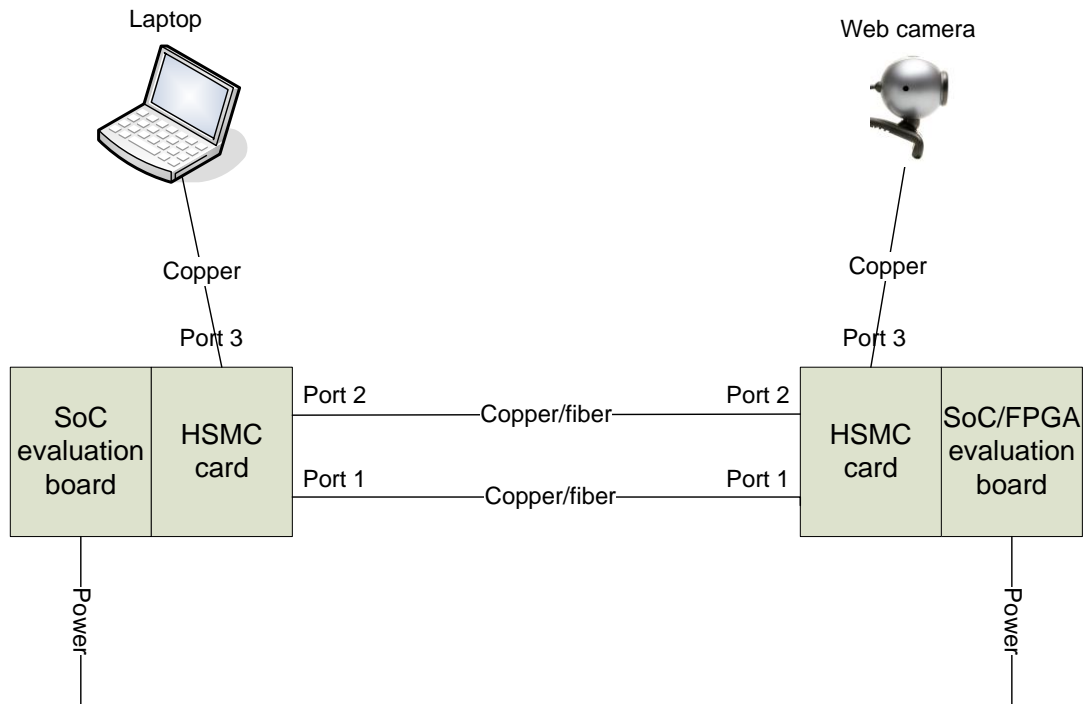 Laptop
Web camera
Copper
Copper
Port 3
Port 3
SoC
evaluation
board
HSMC
card
Port 2
Copper/fiber
Port 2
Port 1
Copper/fiber
Port 1
HSMC
card
SoC/FPGA
evaluation
board
Power
Power